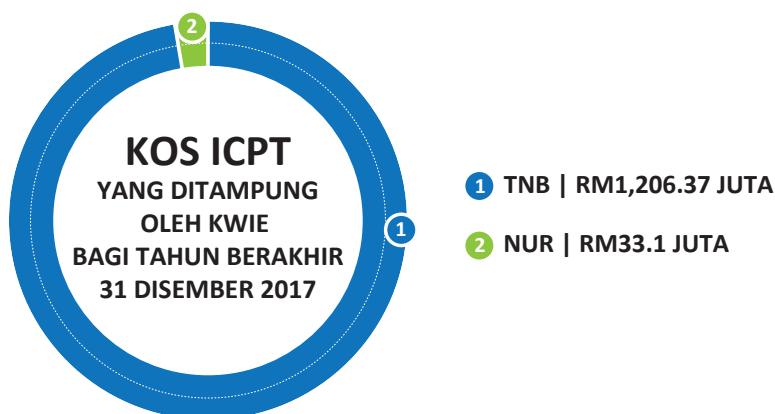 2
KOS ICPT
YANG DITAMPUNG
OLEH KWIE
BAGI TAHUN BERAKHIR
31 DISEMBER 2017
1
1 TNB | RM1,206.37 JUTA
2 NUR | RM33.1 JUTA